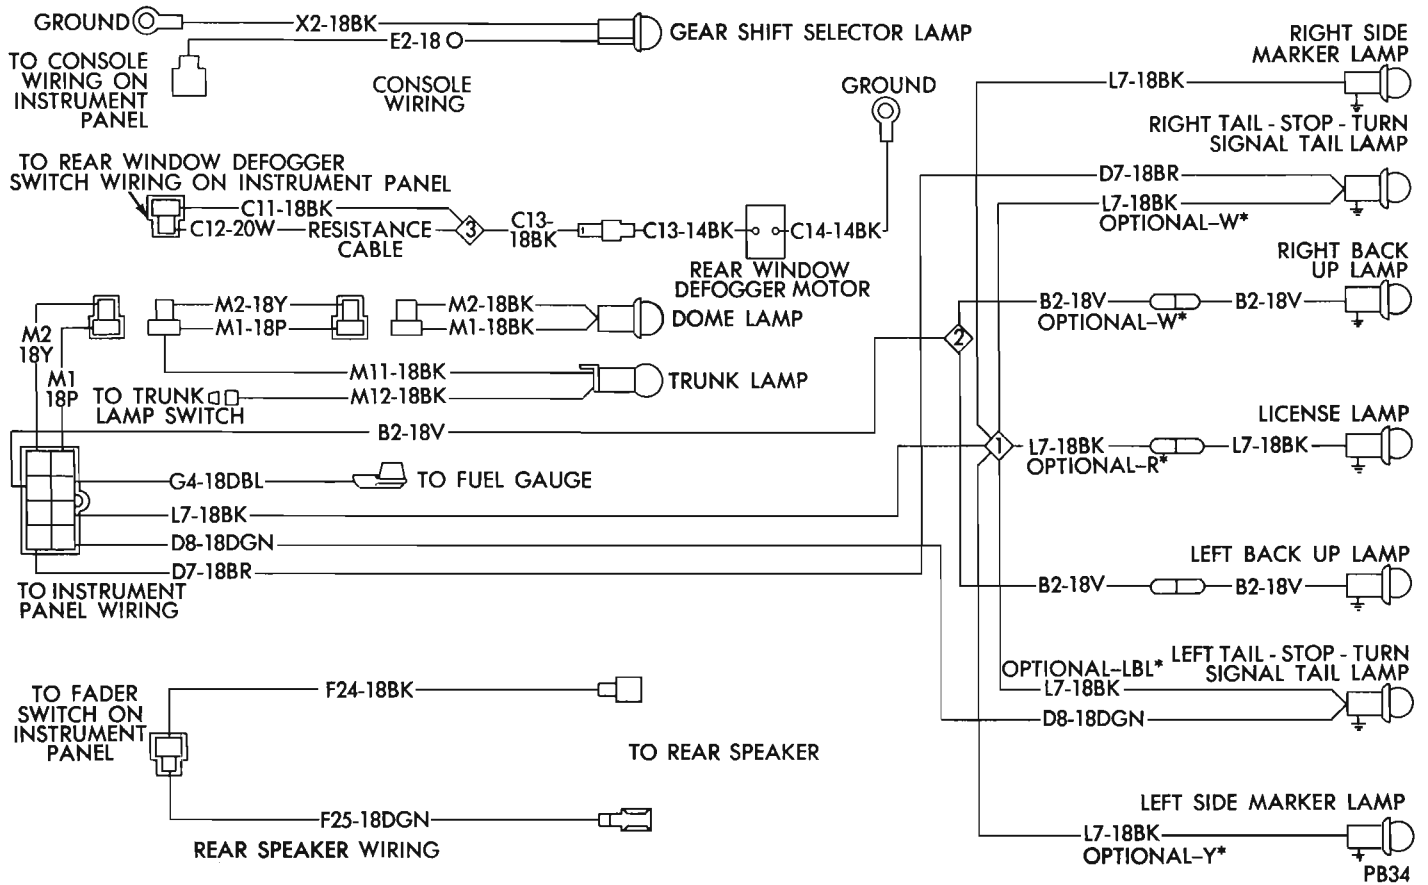 GROUND
X2-18BK
E2-18 O
GEAR SHIFT SELECTOR LAMP
TO CONSOLE
WIRING ON
INSTRUMENT
PANEL
CONSOLE
WIRING
GROUND
RIGHT SIDE
MARKER LAMP
L7-18BK
RIGHT TAIL - STOP - TURN
SIGNAL TAIL LAMP
D7-18BR
L7-18BK
OPTIONAL-W*
TO REAR WINDOW DEFOGGER
SWITCH WIRING ON INSTRUMENT PANEL
C11-18BK
C12-20W
RESISTANCE
CABLE
3
C13-
18BK
C13-14BK
C14-14BK
REAR WINDOW
DEFOGGER MOTOR
RIGHT BACK
UP LAMP
B2-18V
OPTIONAL-W*
B2-18V
M2-18Y
M1-18P
M2-18BK
M1-18BK
DOME LAMP
2
M2
18Y
M1
18P
M11-18BK
TRUNK LAMP
TO TRUNK
LAMP SWITCH
M12-18BK
B2-18V
LICENSE LAMP
1
L7-18BK
OPTIONAL-R*
L7-18BK
G4-18DBL
TO FUEL GAUGE
L7-18BK
D8-18DGN
D7-18BR
TO INSTRUMENT
PANEL WIRING
LEFT BACK UP LAMP
B2-18V
B2-18V
OPTIONAL-LBL*
LEFT TAIL - STOP - TURN
SIGNAL TAIL LAMP
L7-18BK
D8-18DGN
TO FADER
SWITCH ON
INSTRUMENT
PANEL
F24-18BK
TO REAR SPEAKER
F25-18DGN
REAR SPEAKER WIRING
LEFT SIDE MARKER LAMP
L7-18BK
OPTIONAL-Y*
PB34